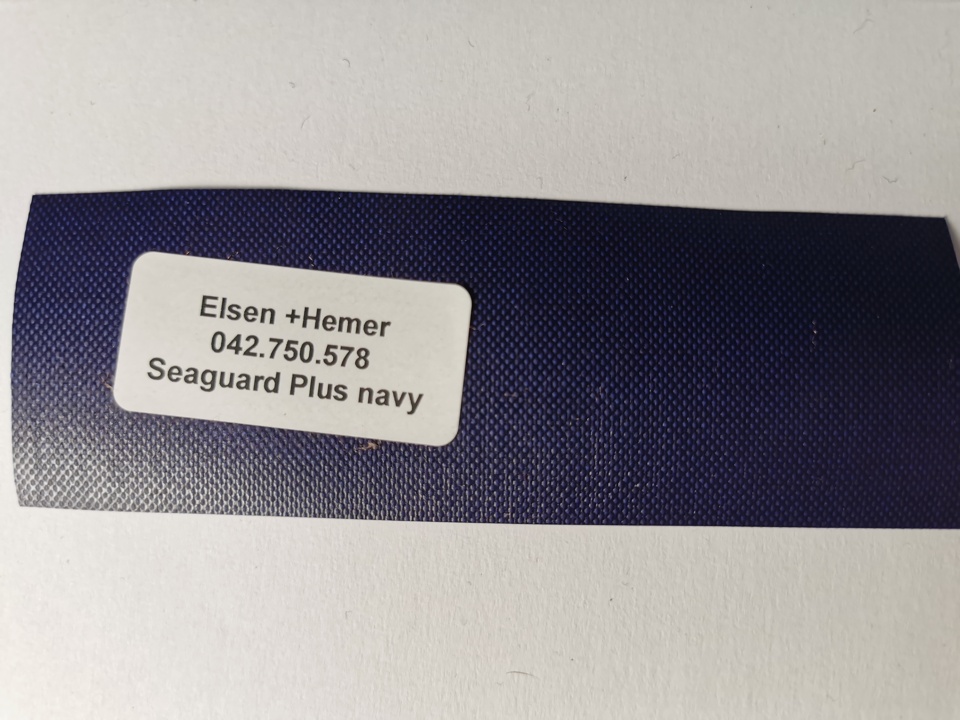 Elsen +Hemer
042.750.578
Seaguard Plus navy